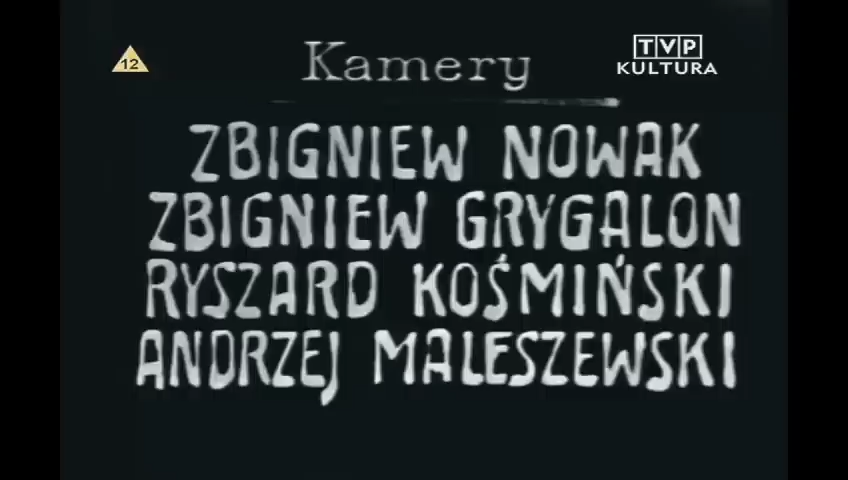 12
Kamery
TVP
KULTURA
ZBIGNIEW NOWAK
ZBIGNIEW GRYGALON
RYSZARD KOŚMIŃSKI
ANDRZEJ MALESZEWSKI